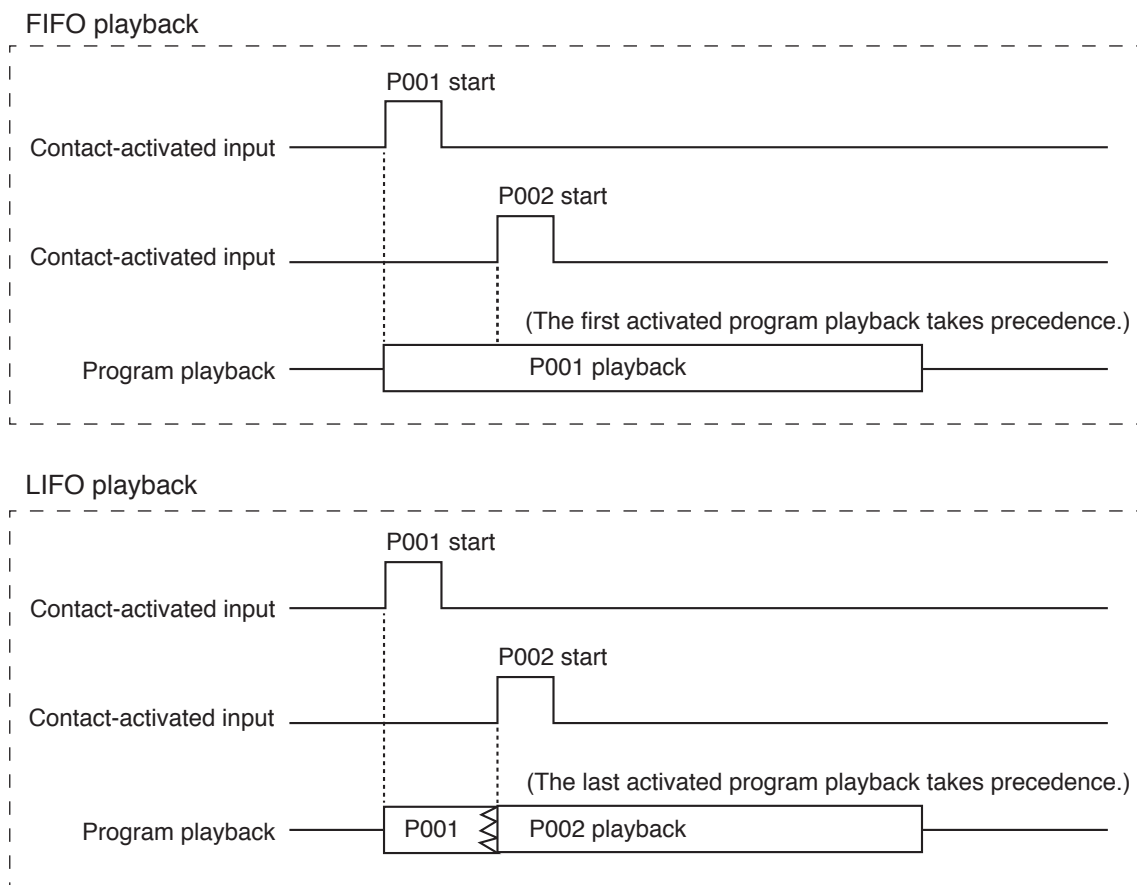 FIFO playback
P001 start
Contact-activated input
P002 start
Contact-activated input
(The first activated program playback takes precedence.)
Program playback
P001 playback
LIFO playback
P001 start
Contact-activated input
P002 start
Contact-activated input
(The last activated program playback takes precedence.)
Program playback
P001
P002 playback